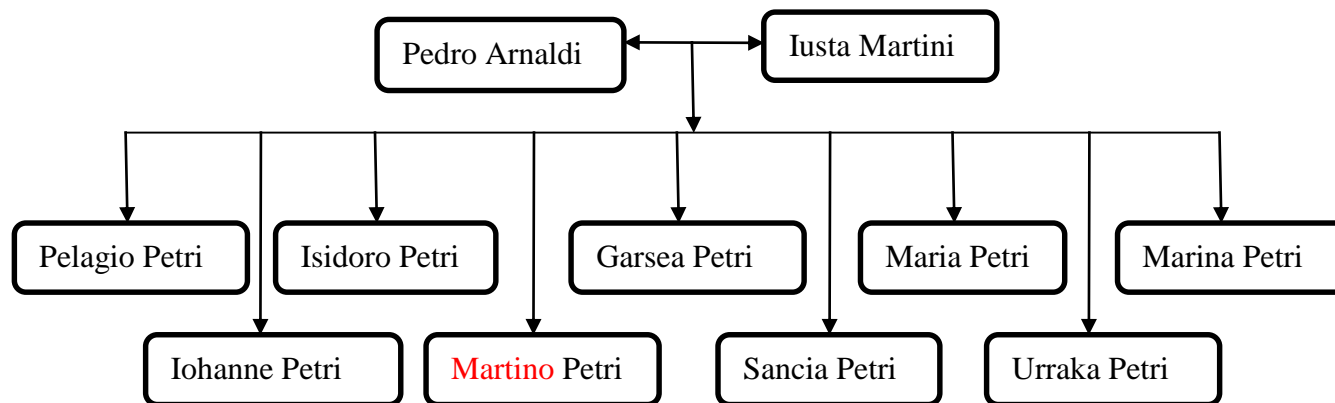 Pedro Arnaldi
Iusta Martini
Pelagio Petri
Isidoro Petri
Garsea Petri
Maria Petri
Marina Petri
Iohanne Petri
Martino Petri
Sancia Petri
Urraka Petri